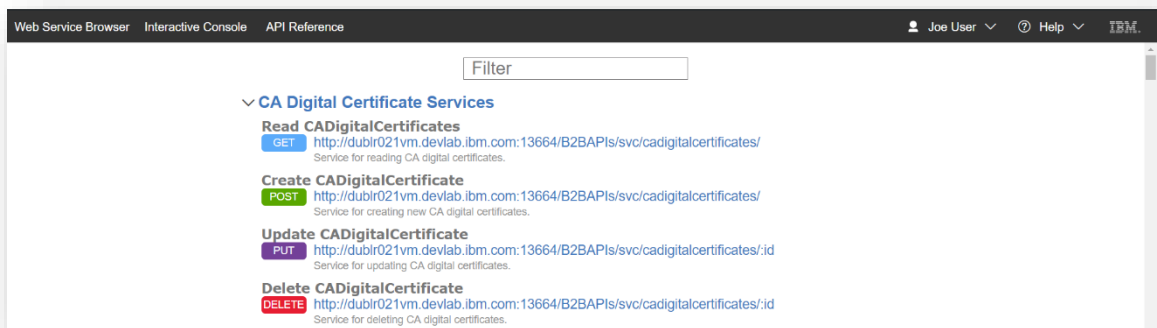 Web Service Browser Interactive Console API Reference Joe User Help IBM.
Filter
CA Digital Certificate Services
Read CADigitalCertificates
GET http://dublr021vm.devlab.ibm.com:13664/B2BAPIs/svc/cadigitalcertificates/
Service for reading CA digital certificates.
Create CADigitalCertificate
POST http://dublr021vm.devlab.ibm.com:13664/B2BAPIs/svc/cadigitalcertificates/
Service for creating new CA digital certificates.
Update CADigitalCertificate
PUT http://dublr021vm.devlab.ibm.com:13664/B2BAPIs/svc/cadigitalcertificates/:id
Service for updating CA digital certificates.
Delete CADigitalCertificate
DELETE http://dublr021vm.devlab.ibm.com:13664/B2BAPIs/svc/cadigitalcertificates/:id
Service for deleting CA digital certificates.